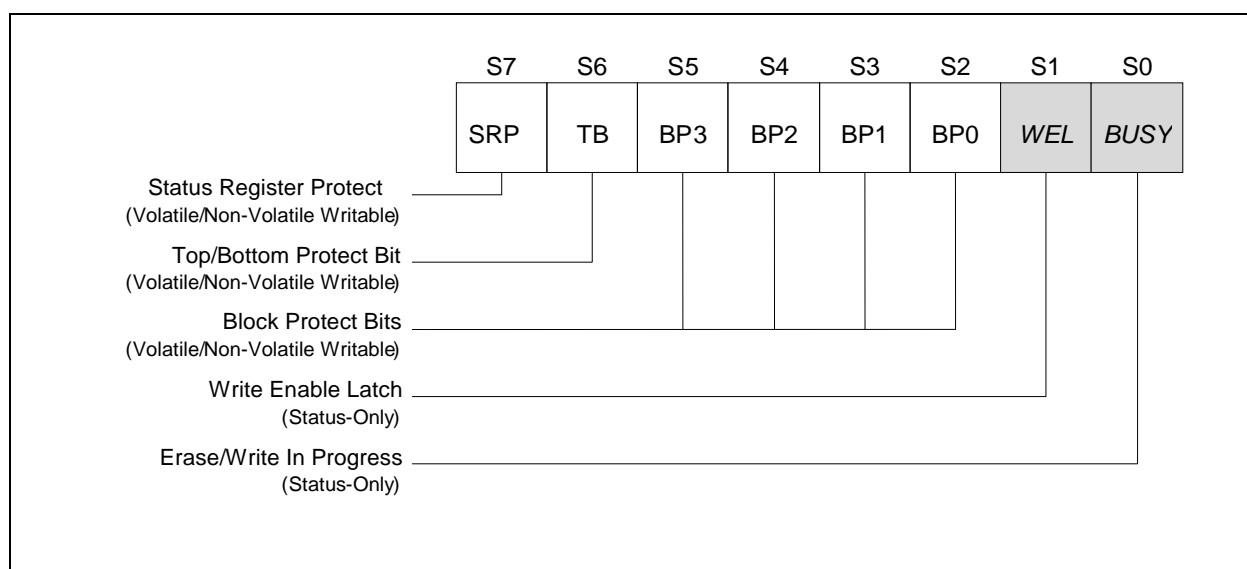 S7 S6 S5 S4 S3 S2 S1 S0
SRP TB BP3 BP2 BP1 BP0 WEL BUSY
Status Register Protect
(Volatile/Non-Volatile Writable)
Top/Bottom Protect Bit
(Volatile/Non-Volatile Writable)
Block Protect Bits
(Volatile/Non-Volatile Writable)
Write Enable Latch
(Status-Only)
Erase/Write In Progress
(Status-Only)